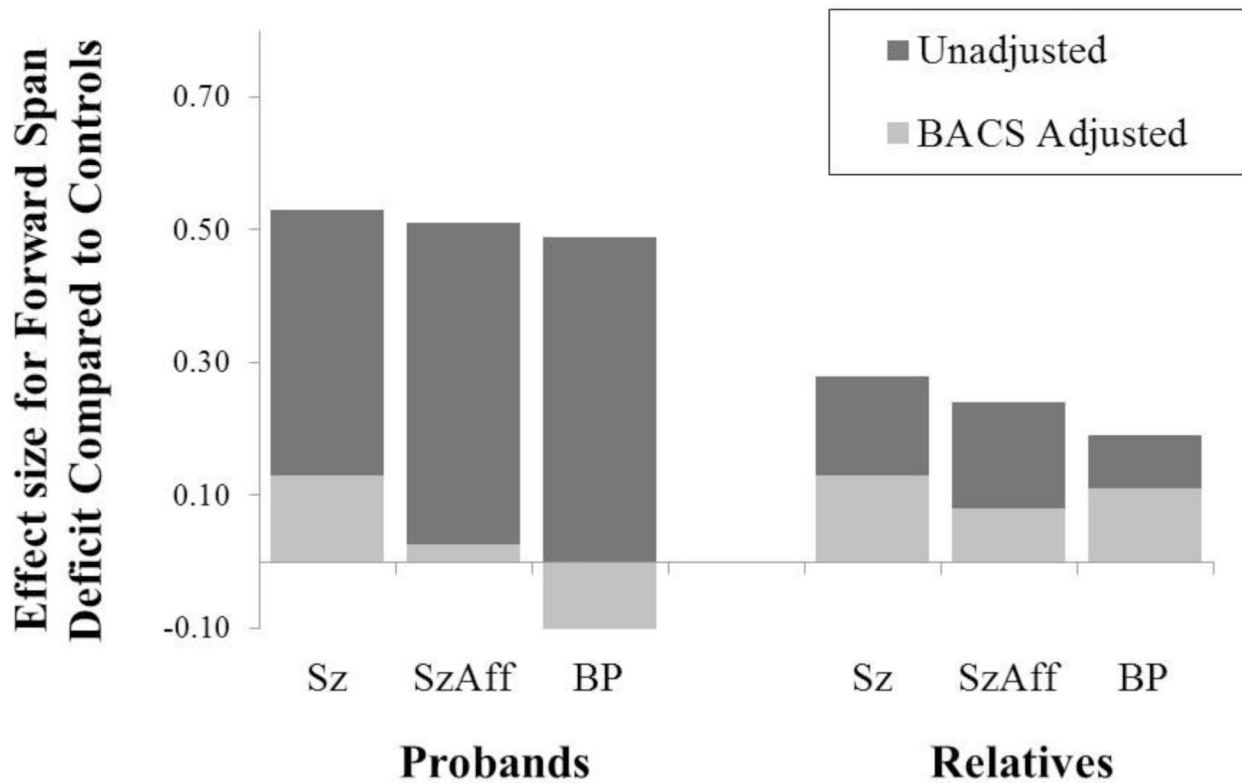 Effect size for Forward Span
Deficit Compared to Controls
Unadjusted
BACS Adjusted
0.70
0.50
0.30
0.10
-0.10
Sz SzAff BP Sz SzAff BP
Probands Relatives